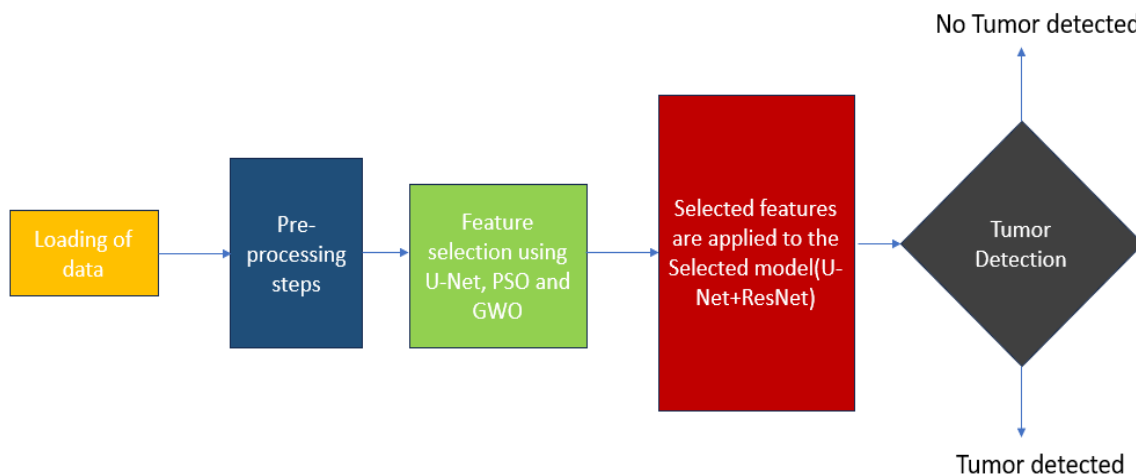 No Tumor detected
Loading of
data
Pre-
processing
steps
Feature
selection using
U-Net, PSO and
GWO
Selected features
are applied to the
Selected model(U-
Net+ResNet)
Tumor
Detection
Tumor detected